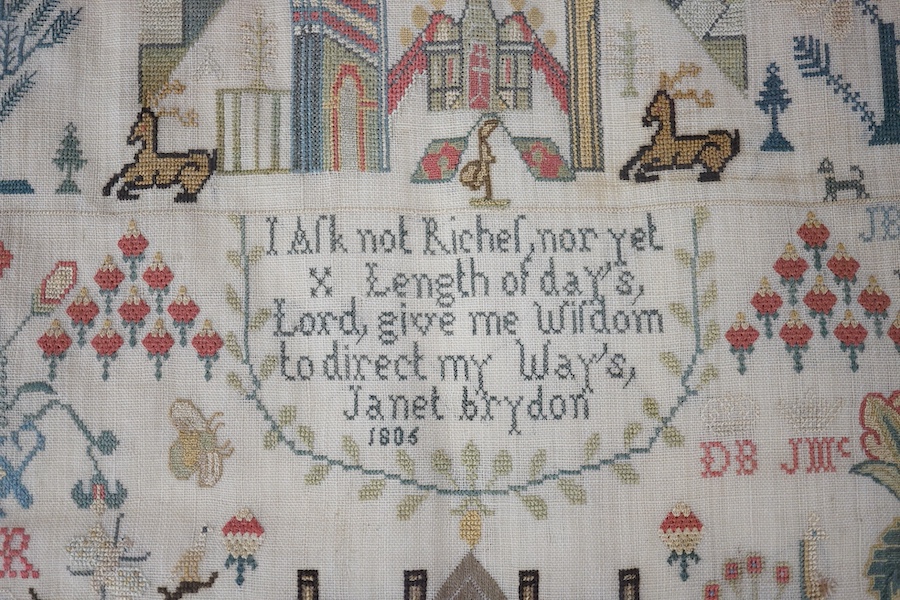 I Aſk not Richeſ, nor yet
X Length of day's,
Lord, give me Wiſdom
to direct my Way's,
Janet brydon
1806
JB
DB JMc
R